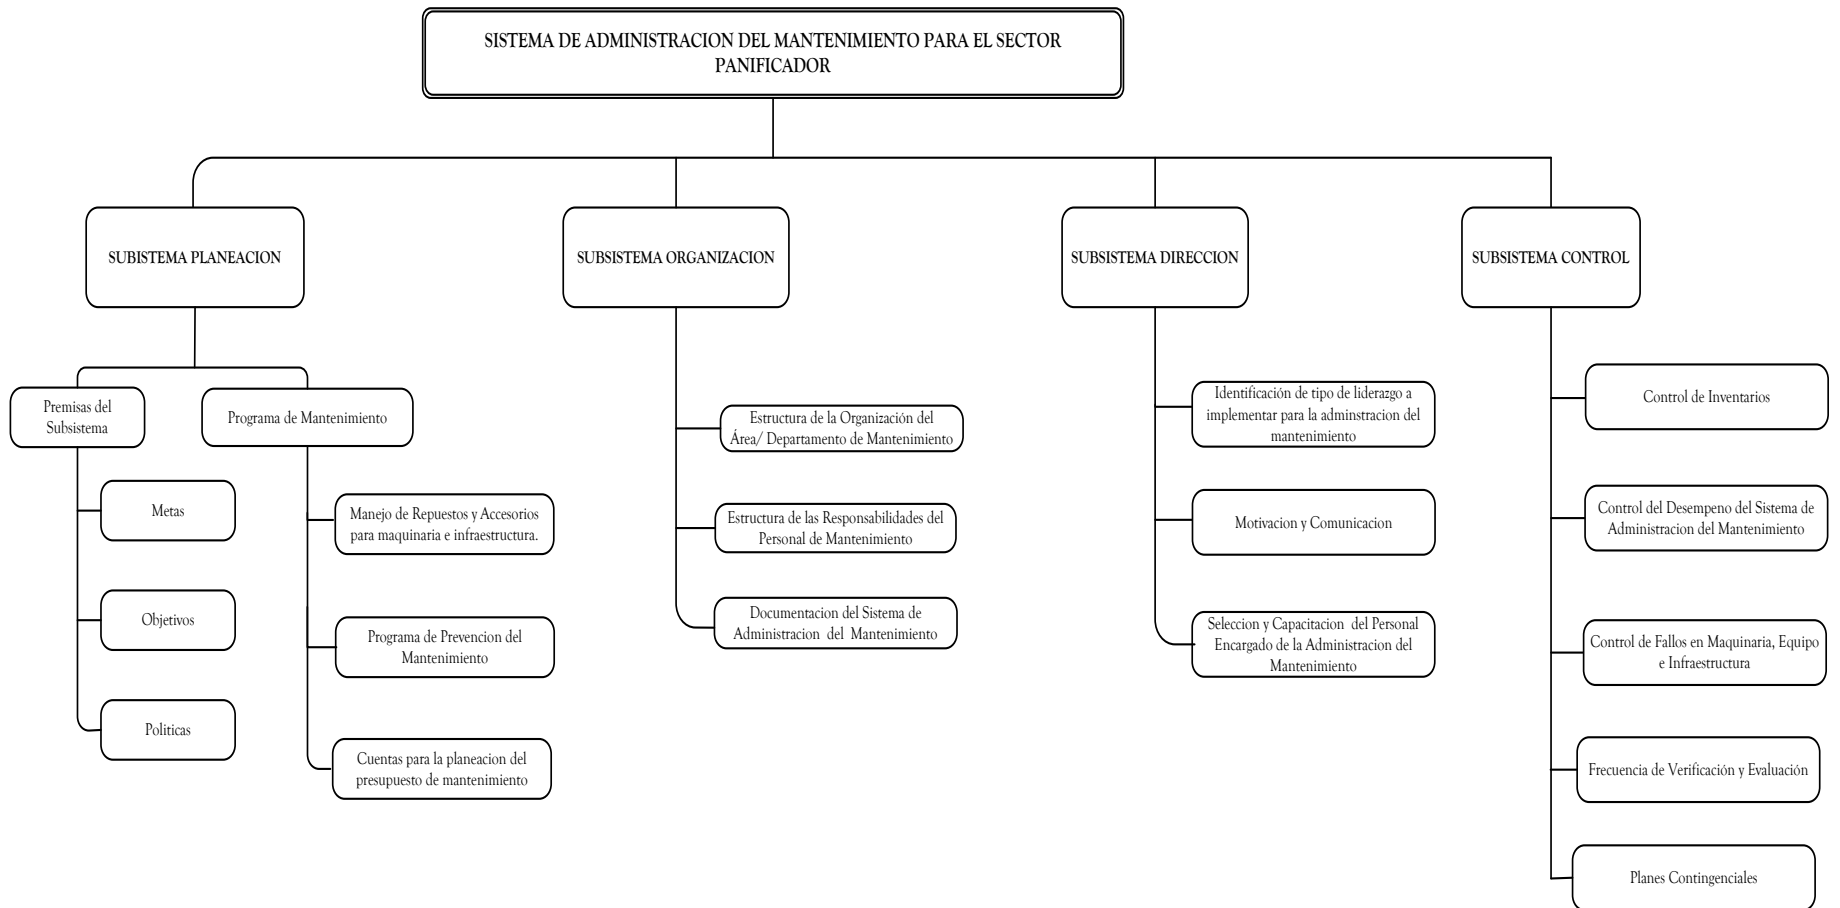 SISTEMA DE ADMINISTRACION DEL MANTENIMIENTO PARA EL SECTOR
PANIFICADOR
SUBISTEMA PLANEACION
SUBSISTEMA ORGANIZACION
SUBSISTEMA DIRECCION
SUBSISTEMA CONTROL
Premisas del
Subsistema
Metas
Objetivos
Politicas
Programa de Mantenimiento
Manejo de Repuestos y Accesorios
para maquinaria e infraestructura.
Programa de Prevencion del
Mantenimiento
Cuentas para la planeacion del
presupuesto de mantenimiento
Estructura de la Organización del
Área/ Departamento de Mantenimiento
Estructura de las Responsabilidades del
Personal de Mantenimiento
Documentacion del Sistema de
Administracion del Mantenimiento
Identificación de tipo de liderazgo a
implementar para la adminstracion del
mantenimiento
Motivacion y Comunicacion
Seleccion y Capacitacion del Personal
Encargado de la Administracion del
Mantenimiento
Control de Inventarios
Control del Desempeno del Sistema de
Administracion del Mantenimiento
Control de Fallos en Maquinaria, Equipo
e Infraestructura
Frecuencia de Verificación y Evaluación
Planes Contingenciales